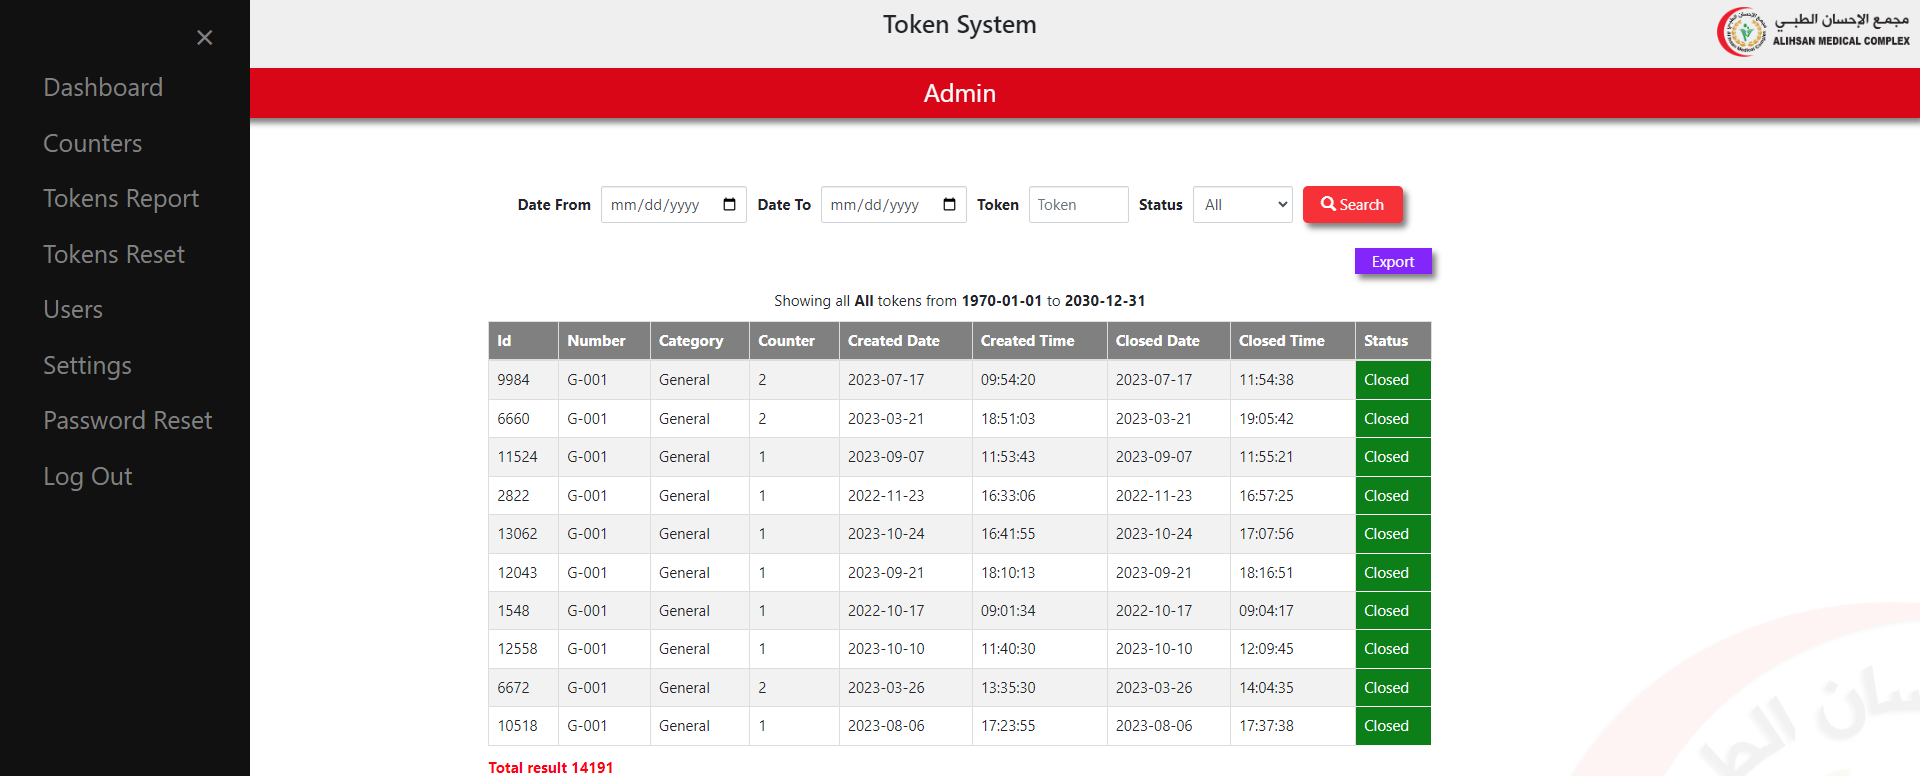 Token System
مجمع الإحسان الطبي
ALIHSAN MEDICAL COMPLEX
Admin
×
Dashboard
Counters
Tokens Report
Tokens Reset
Users
Settings
Password Reset
Log Out
Date From mm/dd/yyyy Date To mm/dd/yyyy Token Token Status All Search
Export
Showing all All tokens from 1970-01-01 to 2030-12-31
Id Number Category Counter Created Date Created Time Closed Date Closed Time Status
9984 G-001 General 2 2023-07-17 09:54:20 2023-07-17 11:54:38 Closed
6660 G-001 General 2 2023-03-21 18:51:03 2023-03-21 19:05:42 Closed
11524 G-001 General 1 2023-09-07 11:53:43 2023-09-07 11:55:21 Closed
2822 G-001 General 1 2022-11-23 16:33:06 2022-11-23 16:57:25 Closed
13062 G-001 General 1 2023-10-24 16:41:55 2023-10-24 17:07:56 Closed
12043 G-001 General 1 2023-09-21 18:10:13 2023-09-21 18:16:51 Closed
1548 G-001 General 1 2022-10-17 09:01:34 2022-10-17 09:04:17 Closed
12558 G-001 General 1 2023-10-10 11:40:30 2023-10-10 12:09:45 Closed
6672 G-001 General 2 2023-03-26 13:35:30 2023-03-26 14:04:35 Closed
10518 G-001 General 1 2023-08-06 17:23:55 2023-08-06 17:37:38 Closed
Total result 14191